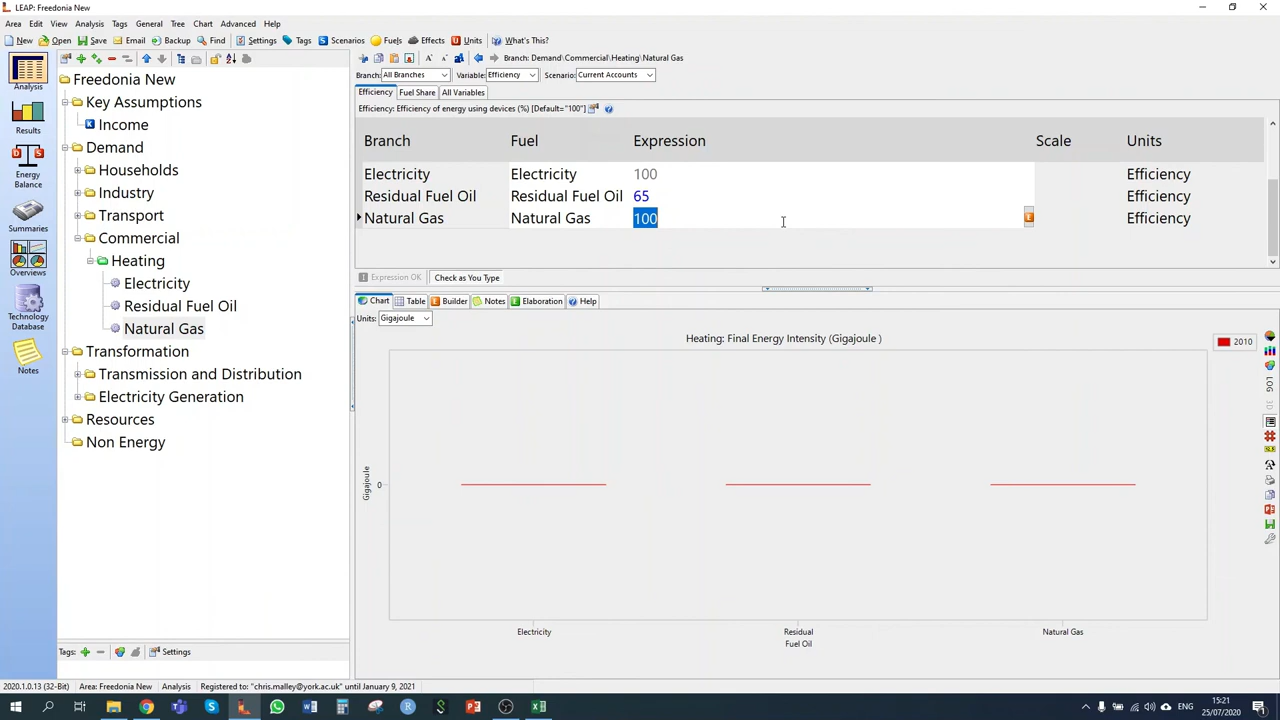 LEAP: Freedonia New
Area Edit View Analysis Tags General Tree Chart Advanced Help
New Open Save Email Backup Find Settings Tags Scenarios Fuels Effects Units What's This?
Branch: Demand\Commercial\Heating\Natural Gas
Branch: All Branches Variable: Efficiency Scenario: Current Accounts
Efficiency Fuel Share All Variables
Efficiency: Efficiency of energy using devices (%) [Default="100"]
Branch Fuel Expression Scale Units
Electricity Electricity 100 Efficiency
Residual Fuel Oil Residual Fuel Oil 65 Efficiency
Natural Gas Natural Gas 100 Efficiency
Expression OK Check as You Type
Chart Table Builder Notes Elaboration Help
Units: Gigajoule
Heating: Final Energy Intensity (Gigajoule )
2010
LOG
3D
Gigajoule
0
Electricity
Residual
Fuel Oil
Natural Gas
Analysis
Results
Energy
Balance
Summaries
Overviews
Technology
Database
Notes
Freedonia New
Key Assumptions
Income
Demand
Households
Industry
Transport
Commercial
Heating
Electricity
Residual Fuel Oil
Natural Gas
Transformation
Transmission and Distribution
Electricity Generation
Resources
Non Energy
Tags: Settings
2020.1.0.13 (32-Bit) Area: Freedonia New Analysis Registered to: "chris.malley@york.ac.uk" until January 9, 2021
ENG
15:21
25/07/2020